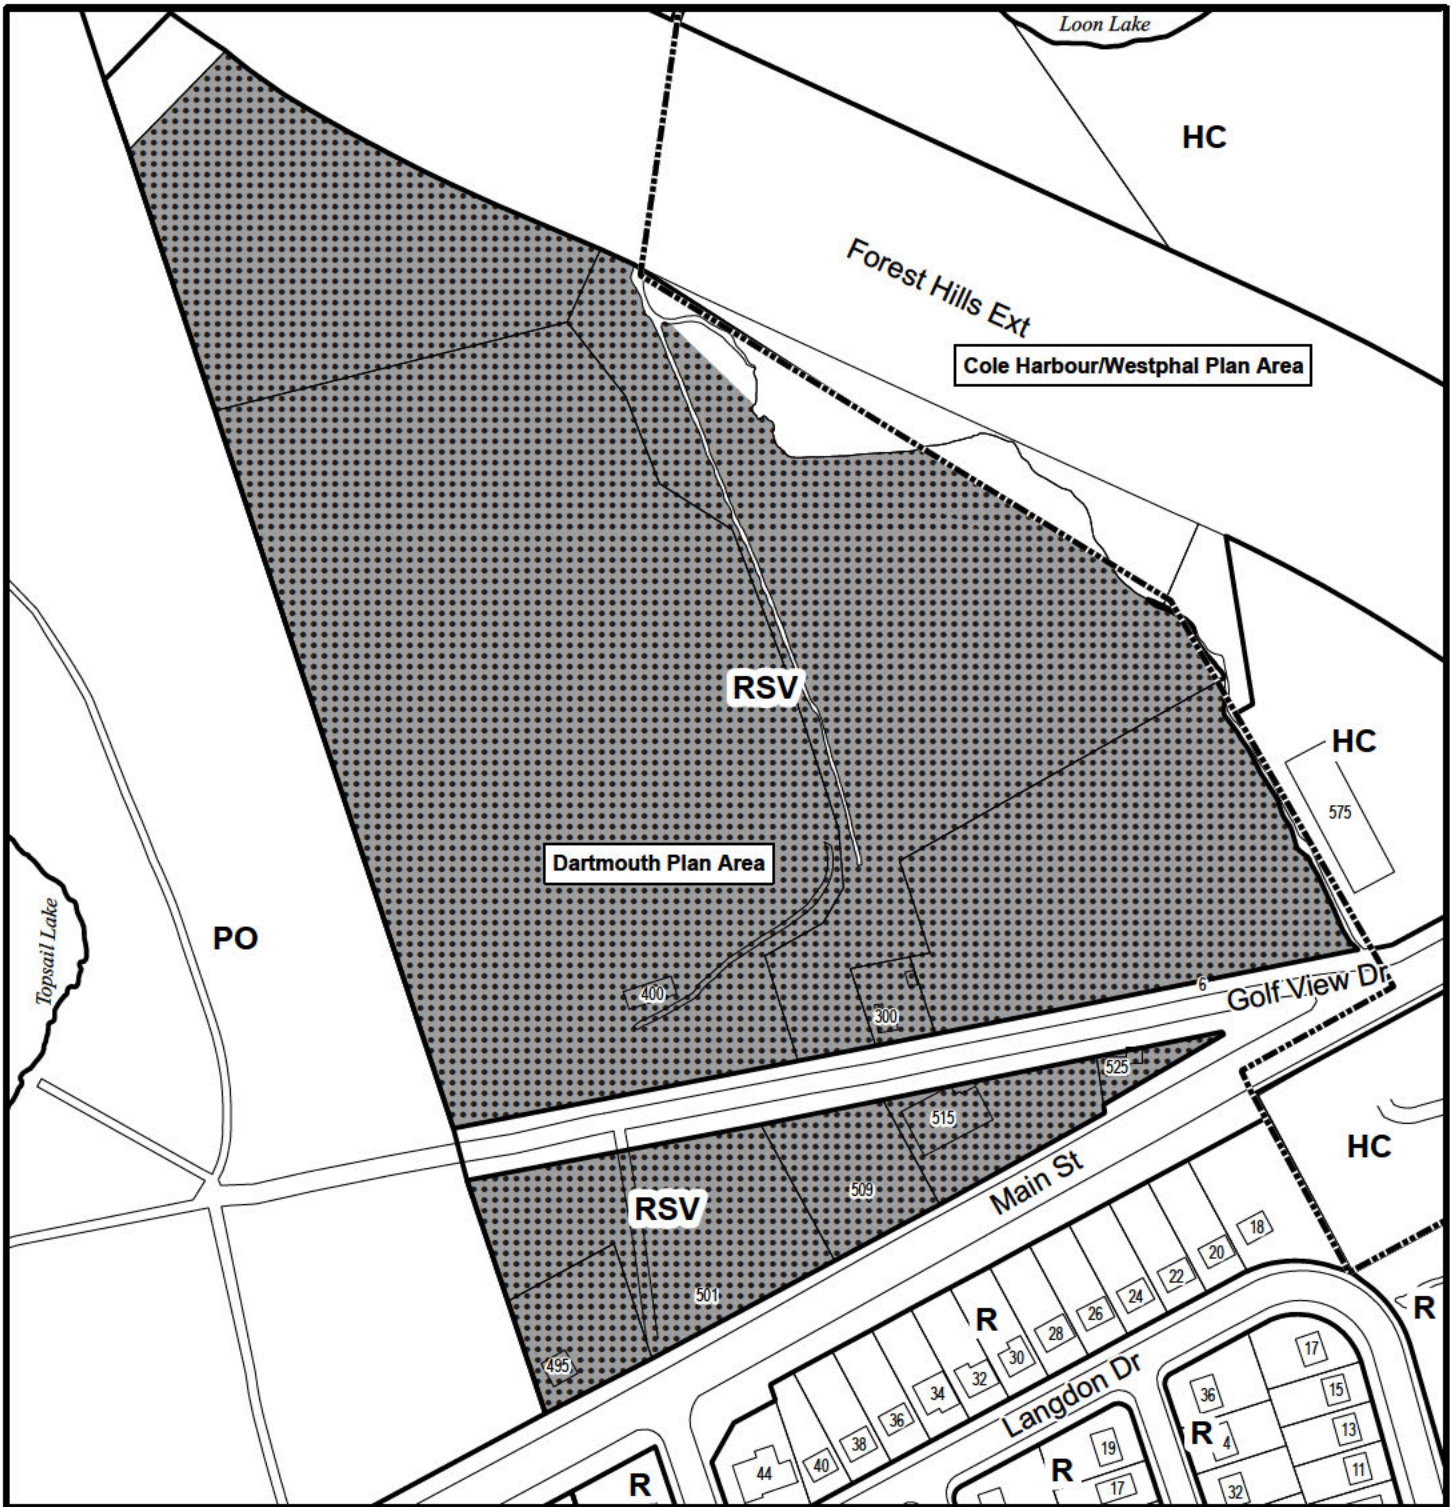 Loon Lake
HC
Forest Hills Ext
Cole Harbour/Westphal Plan Area
RSV
HC
575
Dartmouth Plan Area
Topsail Lake
PO
400
300
6
Golf View Dr
525
515
HC
Main St
509
RSV
501
495
18
20
22
24
26
28
R
30
32
34
36
38
40
44
Langdon Dr
R
17
15
13
11
36
R
4
32
19
17
R
R